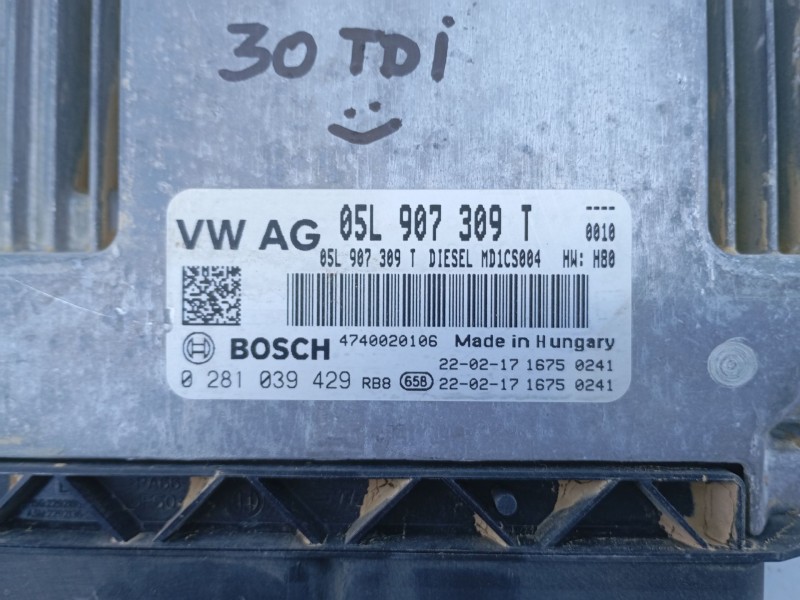 30 TDI
VW AG 05L 907 309 T ----
0010
05L 907 309 T DIESEL MD1CS004 HW: H80
BOSCH 4740020106 Made in Hungary
22-02-17 1675 0241
0 281 039 429 RB8 658 22-02-17 1675 0241